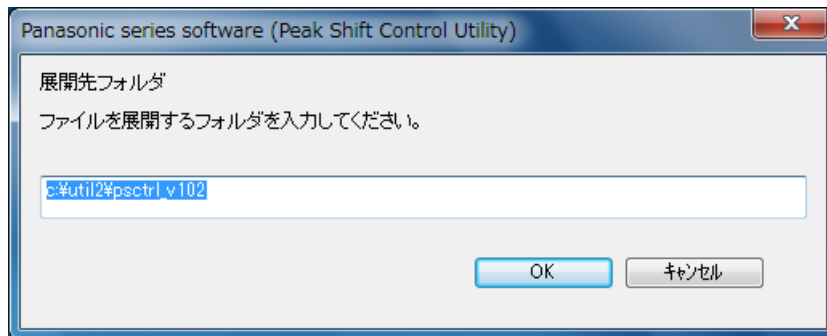 Panasonic series software (Peak Shift Control Utility)
展開先フォルダ
ファイルを展開するフォルダを入力してください。
c:¥util2¥psctrl_v102
OK
キャンセル